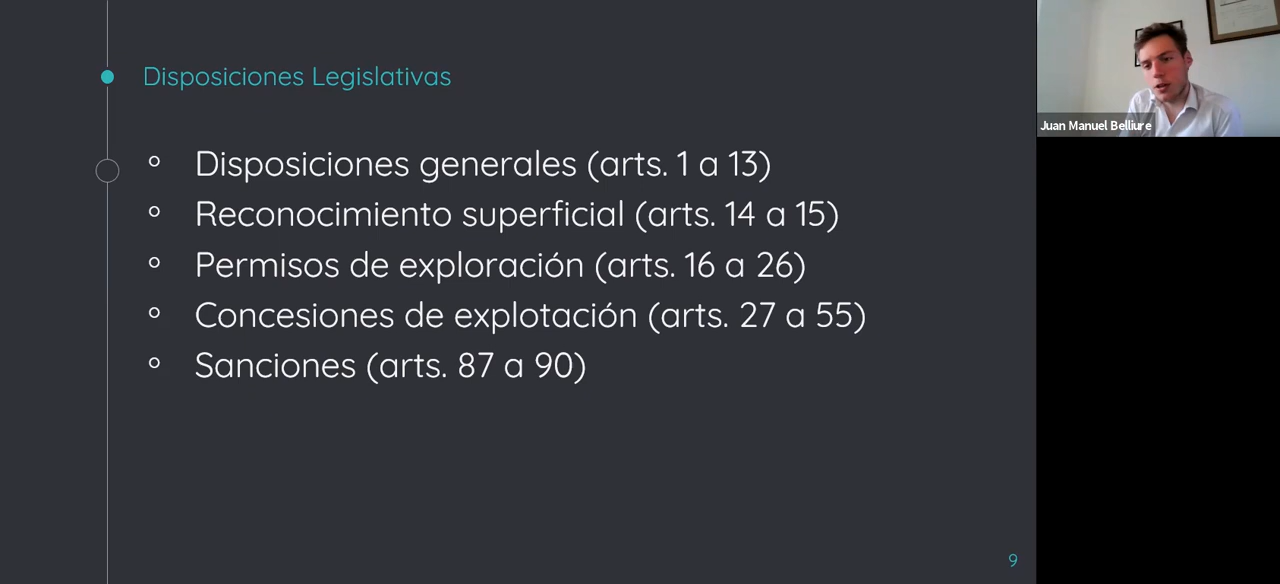 Disposiciones Legislativas
Disposiciones generales (arts. 1 a 13)
Reconocimiento superficial (arts. 14 a 15)
Permisos de exploración (arts. 16 a 26)
Concesiones de explotación (arts. 27 a 55)
Sanciones (arts. 87 a 90)
9
Juan Manuel Belliure